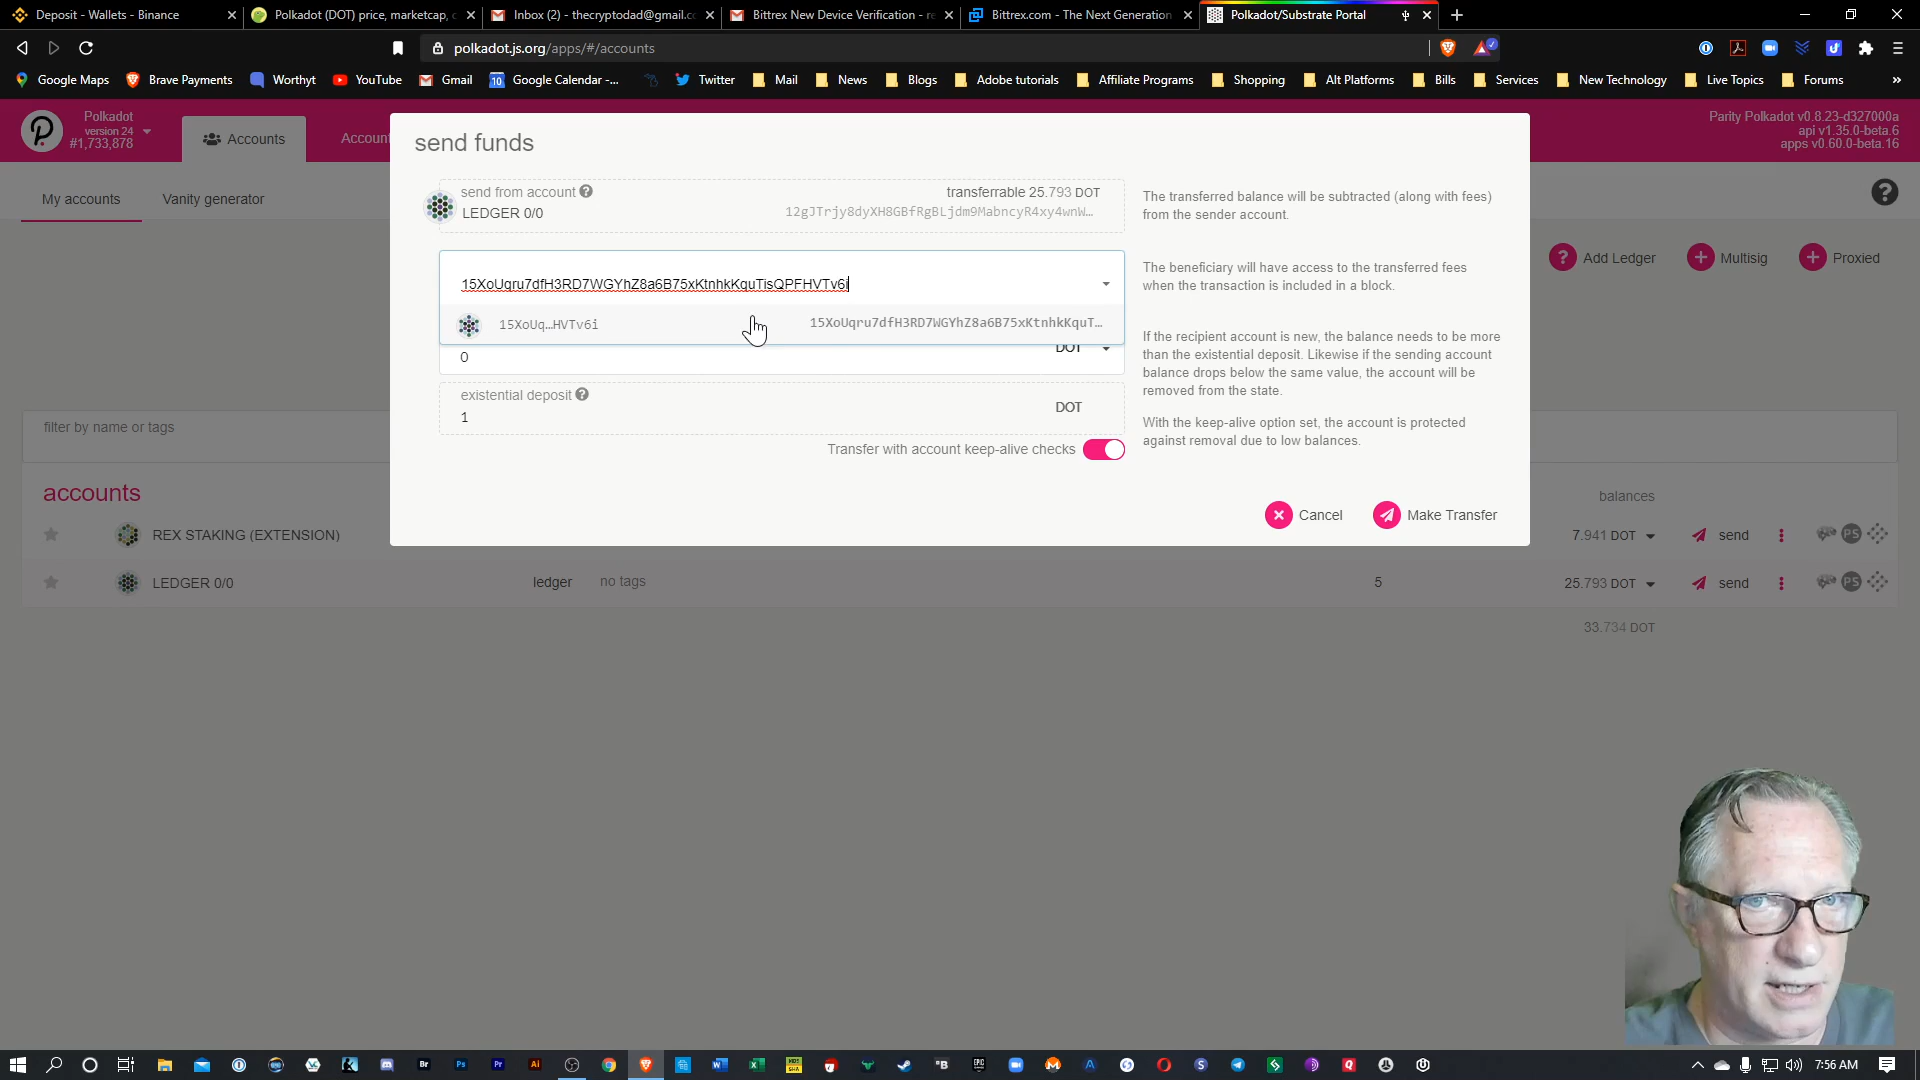 Deposit - Wallets - Binance
Polkadot (DOT) price, marketcap, c
Inbox (2) - thecryptodad@gmail.cc
Bittrex New Device Verification - re
Bittrex.com - The Next Generation
Polkadot/Substrate Portal
polkadot.js.org/apps/#/accounts
Google Maps
Brave Payments
Worthyt
YouTube
Gmail
Google Calendar -...
Twitter
Mail
News
Blogs
Adobe tutorials
Affiliate Programs
Shopping
Alt Platforms
Bills
Services
New Technology
Live Topics
Forums
Polkadot
version 24
#1,733,878
Accounts
Accoun
Parity Polkadot v0.8.23-d327000a
api v1.35.0-beta.6
apps v0.60.0-beta.16
My accounts
Vanity generator
Add Ledger
Multisig
Proxied
send funds
send from account
transferrable 25.793 DOT
LEDGER 0/0
12gJTrjy8dyXH8GBfRgBLjdm9MabncyR4xy4wnW…
The transferred balance will be subtracted (along with fees)
from the sender account.
15XoUqru7dfH3RD7WGYhZ8a6B75xKtnhkKquTisQPFHVTv6i
15XoUq…HVTv6i
15XoUqru7dfH3RD7WGYhZ8a6B75xKtnhkKquT…
The beneficiary will have access to the transferred fees
when the transaction is included in a block.
0
DOT
If the recipient account is new, the balance needs to be more
than the existential deposit. Likewise if the sending account
balance drops below the same value, the account will be
removed from the state.
existential deposit
1
DOT
With the keep-alive option set, the account is protected
against removal due to low balances.
Transfer with account keep-alive checks
Cancel
Make Transfer
filter by name or tags
accounts
balances
REX STAKING (EXTENSION)
7.941 DOT
send
LEDGER 0/0
ledger
no tags
5
25.793 DOT
send
33.734 DOT
7:56 AM